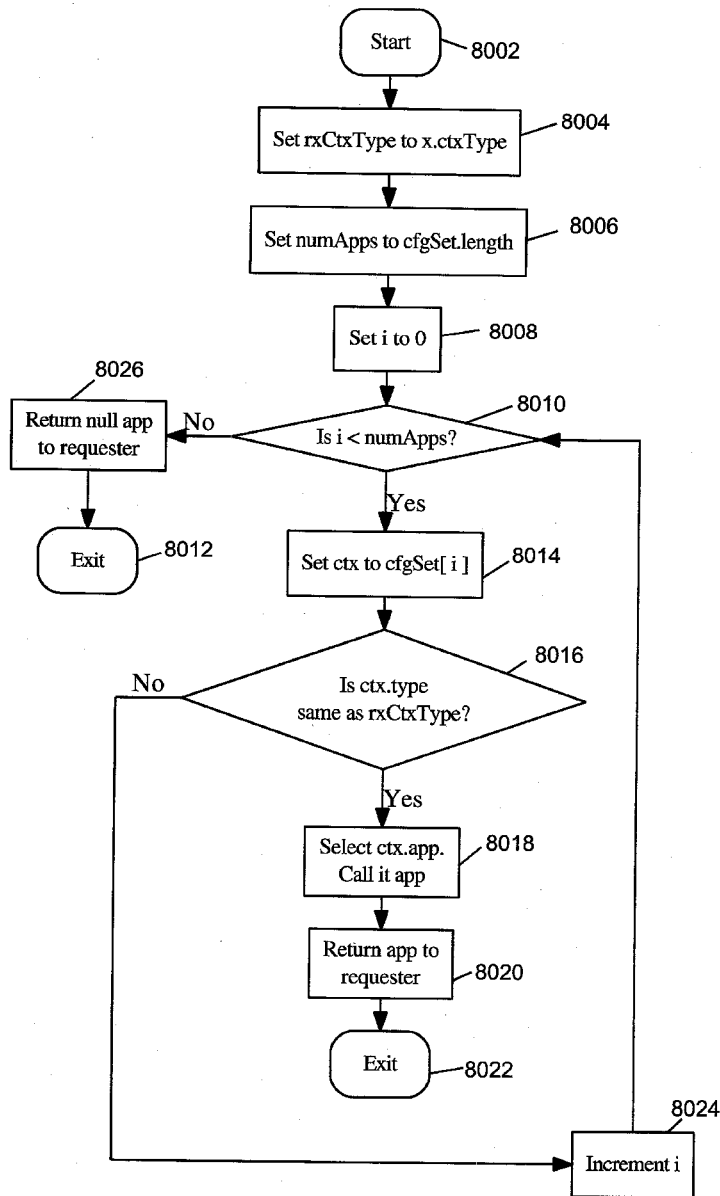 Start
8002
Set rxCtxType to x.ctxType
8004
Set numApps to cfgSet.length
8006
Set i to 0
8008
8026
Return null app
to requester
No
Is i < numApps?
8010
Yes
Exit
8012
Set ctx to cfgSet[ i ]
8014
8016
No
Is ctx.type
same as rxCtxType?
Yes
Select ctx.app.
Call it app
8018
Return app to
requester
8020
Exit
8022
8024
Increment i